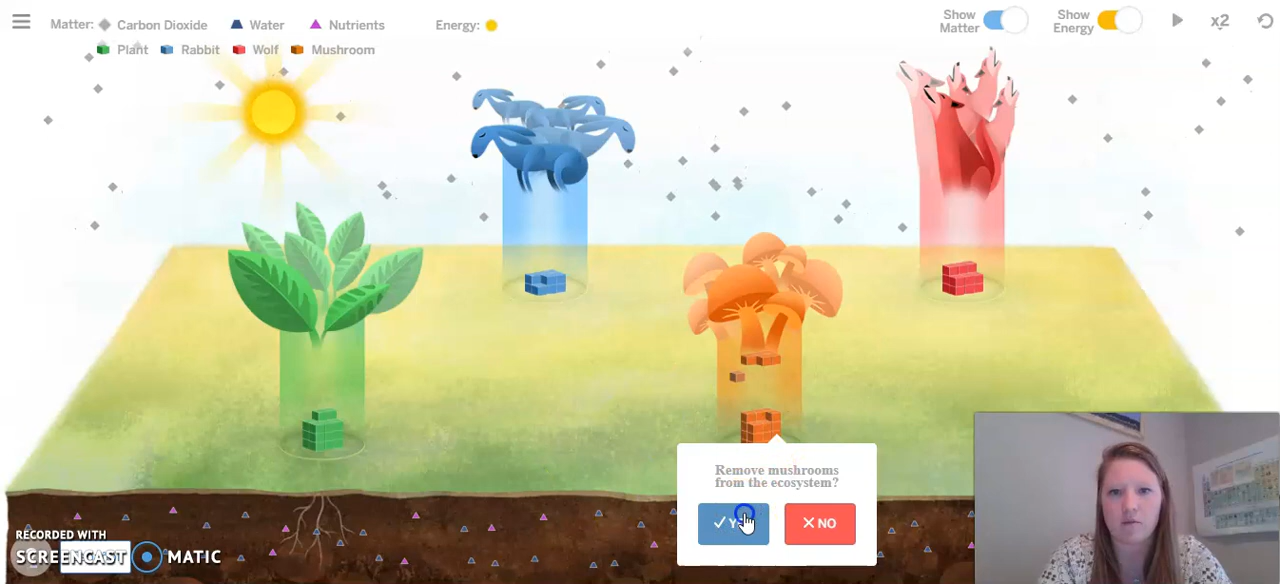 Matter: Carbon Dioxide Water Nutrients Energy:
Plant Rabbit Wolf Mushroom
Show Matter
Show Energy
x2
Remove mushrooms
from the ecosystem?
NO
RECORDED WITH
SCREENCAST MATIC